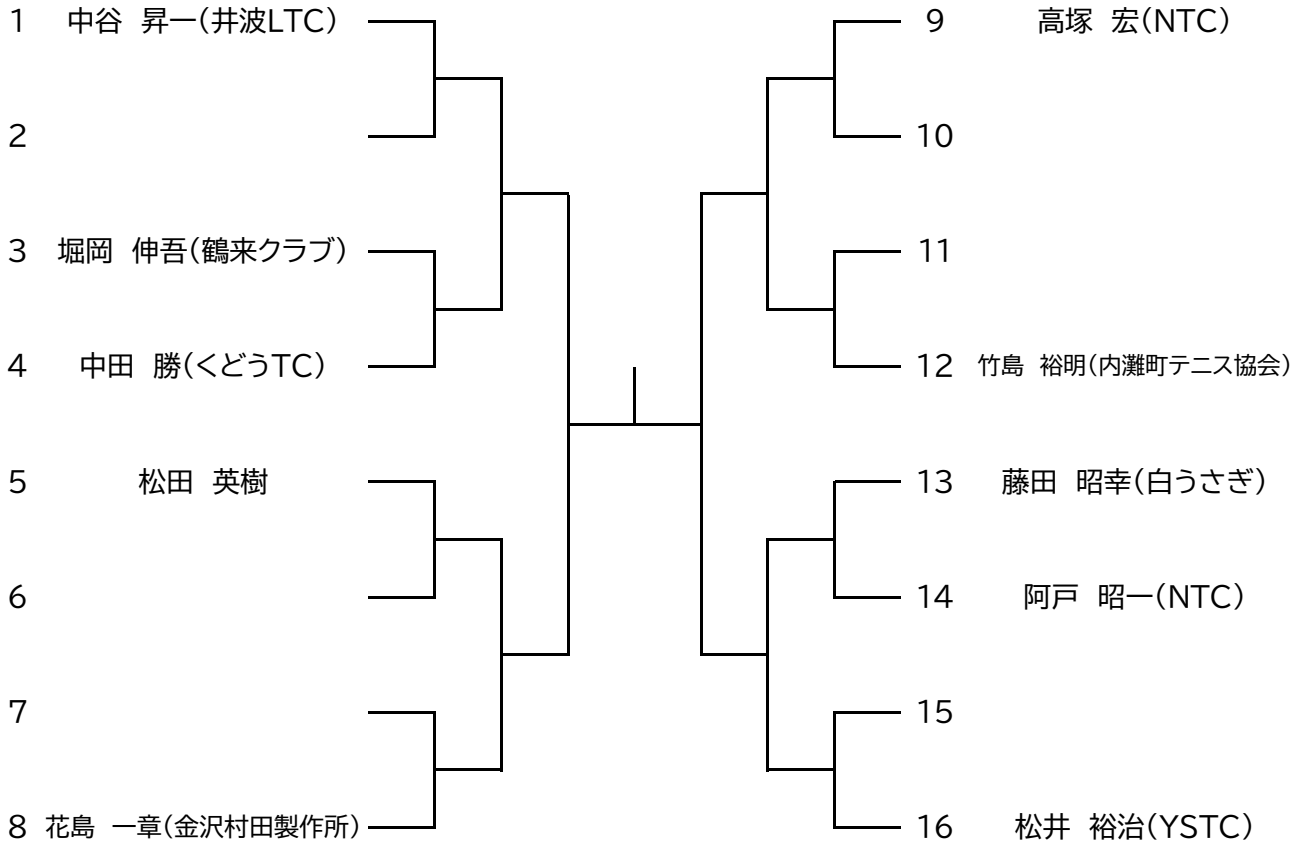 1 中谷　昇一(井波LTC)
2
3 堀岡　伸吾(鶴来クラブ)
4 中田　勝(くどうTC)
5 松田　英樹
6
7
8 花島　一章(金沢村田製作所)
9 高塚　宏(NTC)
10
11
12 竹島　裕明(内灘町テニス協会)
13 藤田　昭幸(白うさぎ)
14 阿戸　昭一(NTC)
15
16 松井　裕治(YSTC)